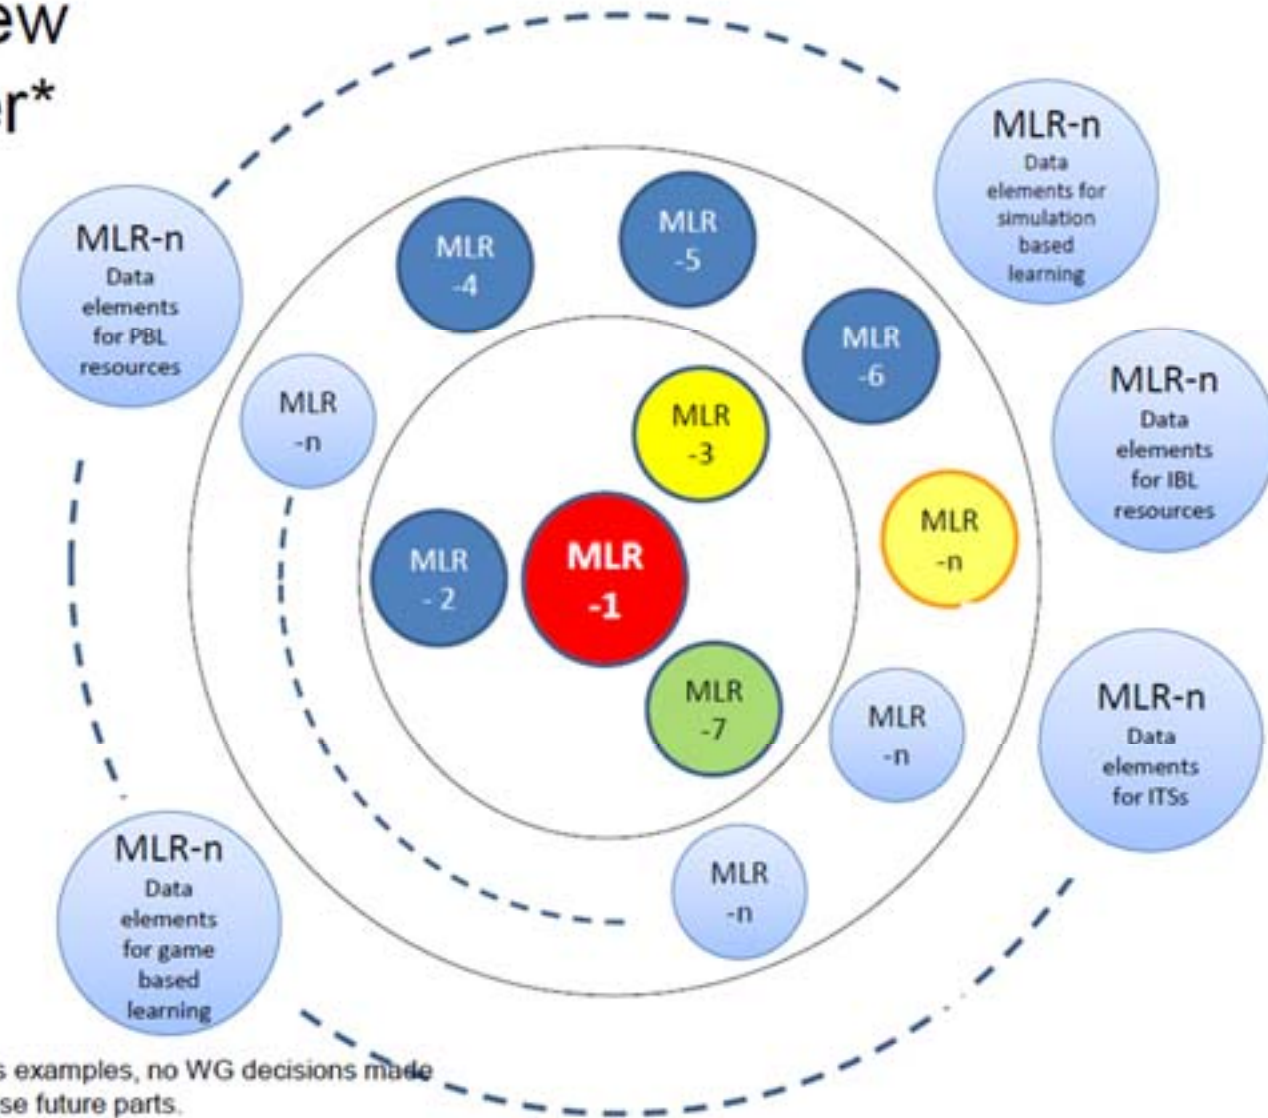 ew
er*
MLR-n
Data
elements for
simulation
based
learning
MLR-n
Data
elements
for PBL
resources
MLR
-4
MLR
-5
MLR
-6
MLR-n
Data
elements
for IBL
resources
MLR
-n
MLR
-3
MLR
-n
MLR
- 2
MLR
-1
MLR
-7
MLR
-n
MLR-n
Data
elements
for ITSs
MLR-n
Data
elements
for game
based
learning
MLR
-n
s examples, no WG decisions made
se future parts.